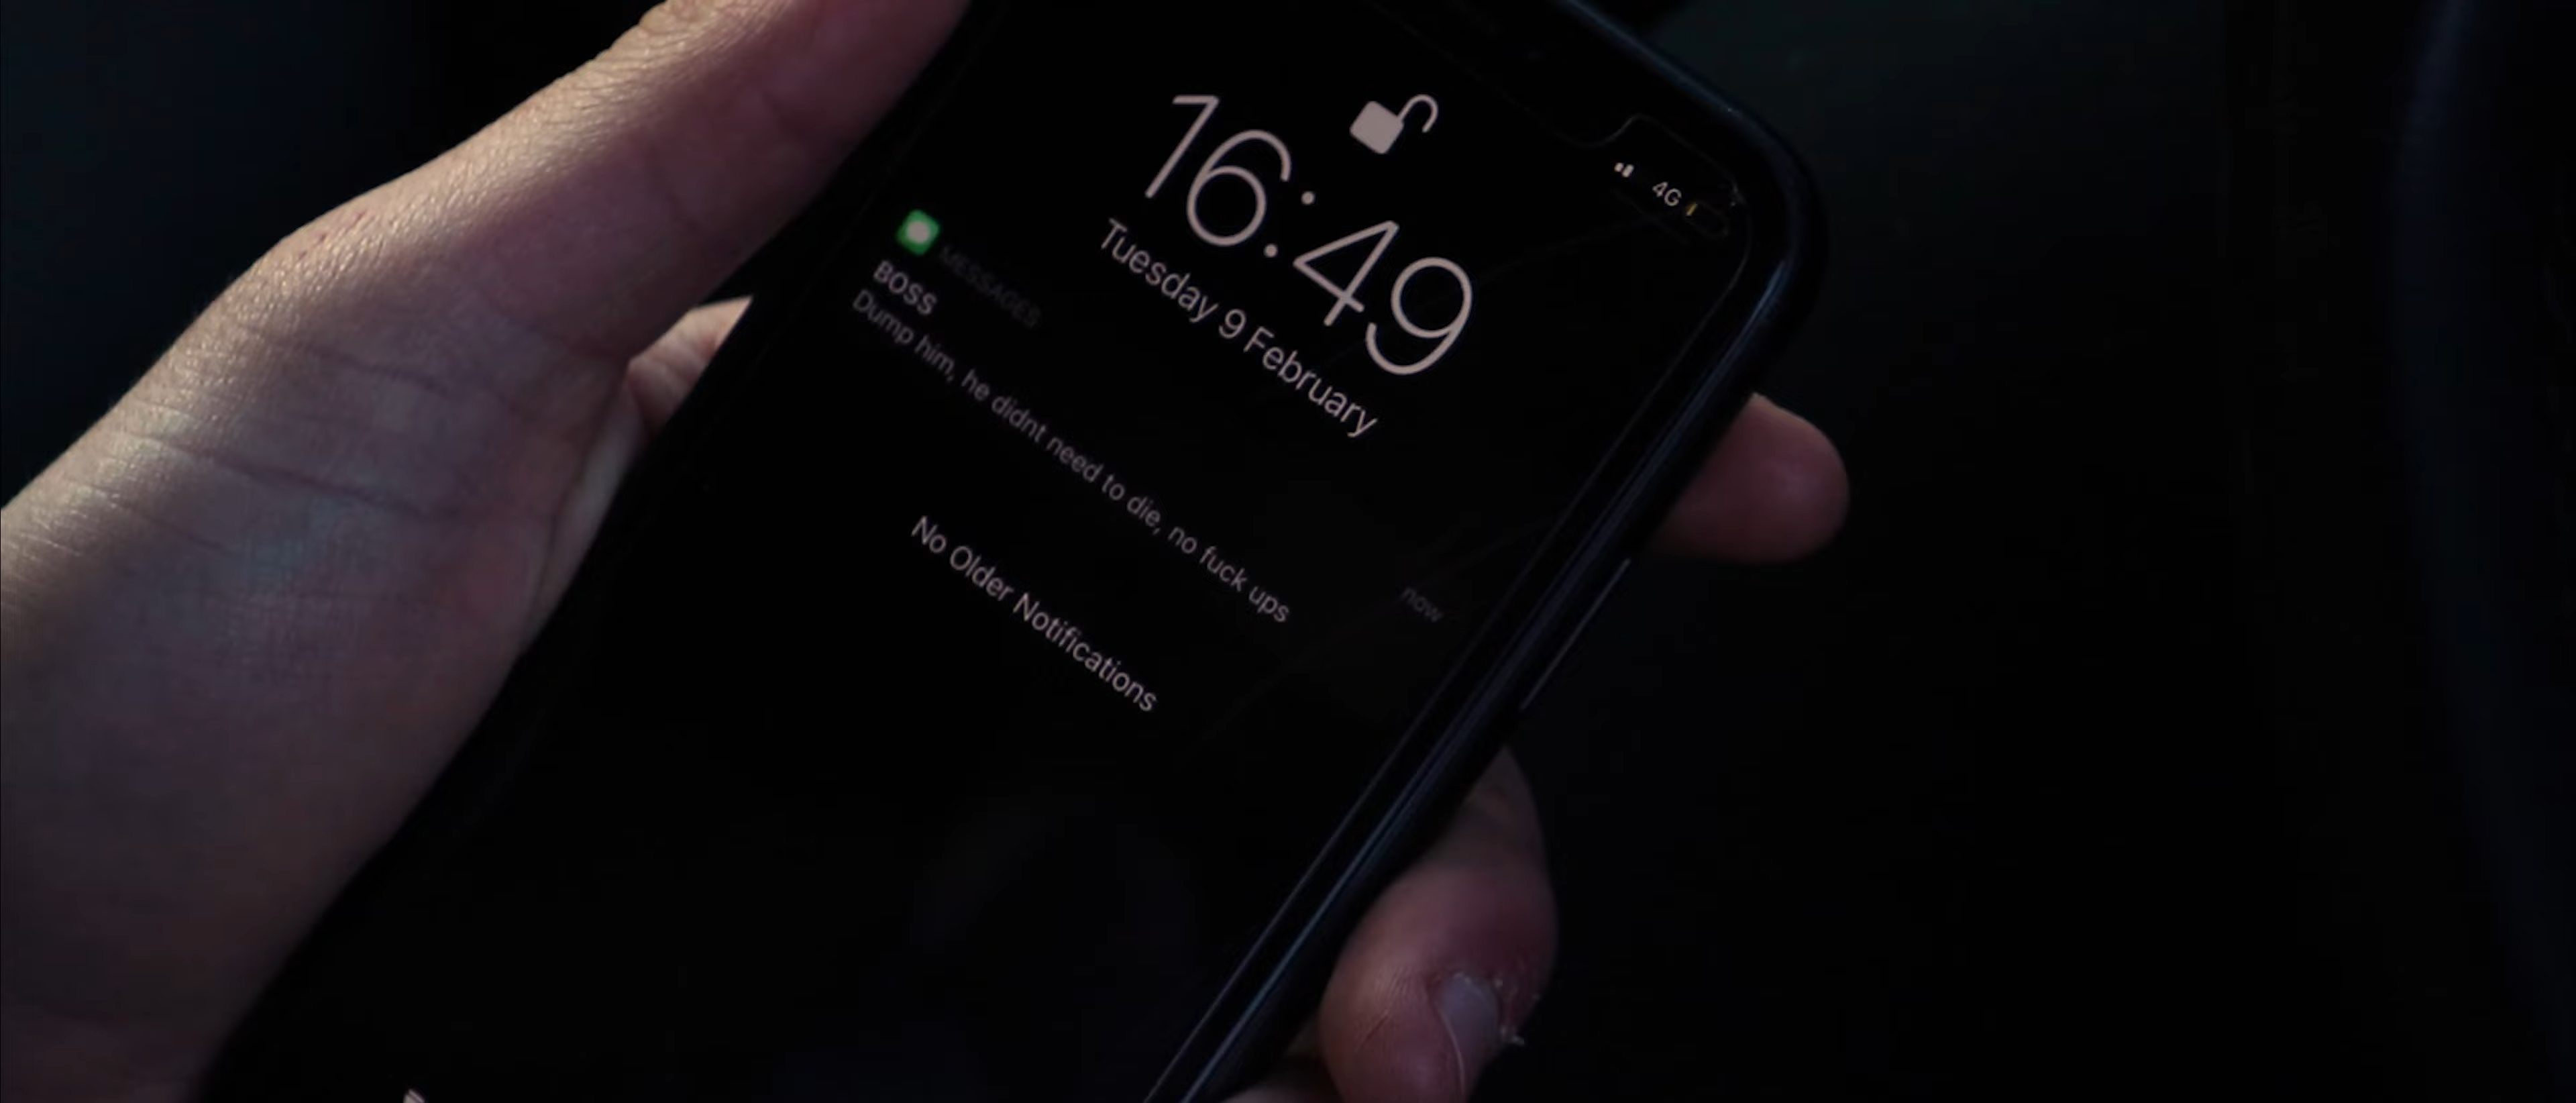 4G
16:49
Tuesday 9 February
MESSAGES
now
BOSS
Dump him, he didnt need to die, no fuck ups
No Older Notifications